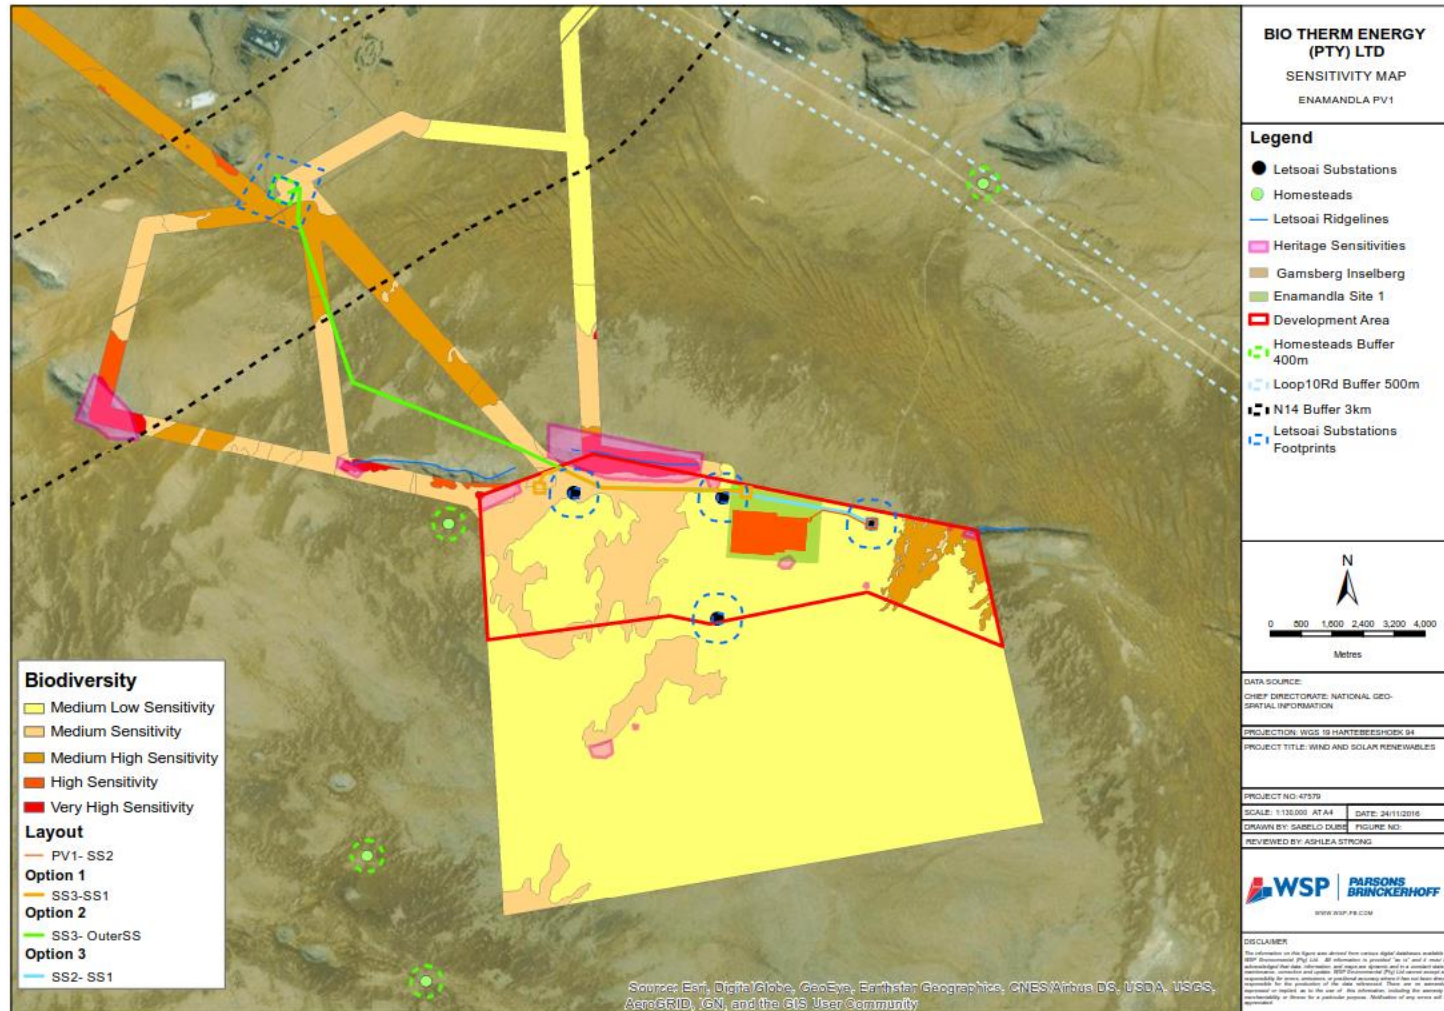 BIO THERM ENERGY
(PTY) LTD
SENSITIVITY MAP
ENAMANDLA PV1
Legend
Letsoai Substations
Homesteads
Letsoai Ridgelines
Heritage Sensitivities
Gamsberg Inselberg
Enamandla Site 1
Development Area
Homesteads Buffer
400m
Loop10Rd Buffer 500m
N14 Buffer 3km
Letsoai Substations
Footprints
N
0 800 1,600 2,400 3,200 4,000
Metres
DATA SOURCE:
CHIEF DIRECTORATE: NATIONAL GEO-
SPATIAL INFORMATION
PROJECTION: WGS 19 HARTEBEESHOEK 94
PROJECT TITLE: WIND AND SOLAR RENEWABLES
PROJECT NO: 47579
SCALE: 1:130,000 AT A4 DATE: 24/11/2016
DRAWN BY: SABELO DUBE FIGURE NO:
REVIEWED BY: ASHLEA STRONG
WSP PARSONS
BRINCKERHOFF
WWW.WSP-PB.COM
DISCLAIMER
Biodiversity
Medium Low Sensitivity
Medium Sensitivity
Medium High Sensitivity
High Sensitivity
Very High Sensitivity
Layout
PV1- SS2
Option 1
SS3-SS1
Option 2
SS3- OuterSS
Option 3
SS2- SS1
Source: Esri, DigitalGlobe, GeoEye, Earthstar Geographics, CNES/Airbus DS, USDA, USGS,
AeroGRID, IGN, and the GIS User Community